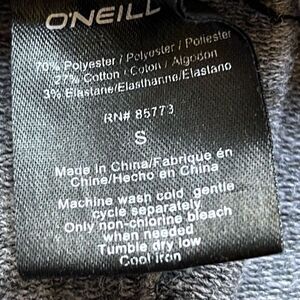 O'NEILL
70% Polyester / Polyester / Poliester
27% Cotton / Coton / Algodon
3% Elastane/Elasthanne/Elastano
RN# 85773
S
Made in China/Fabriqué en
Chine/Hecho en China
Machine wash cold gentle
cycle separately
Only non-chlorine bleach
when needed
Tumble dry low
Cool iron